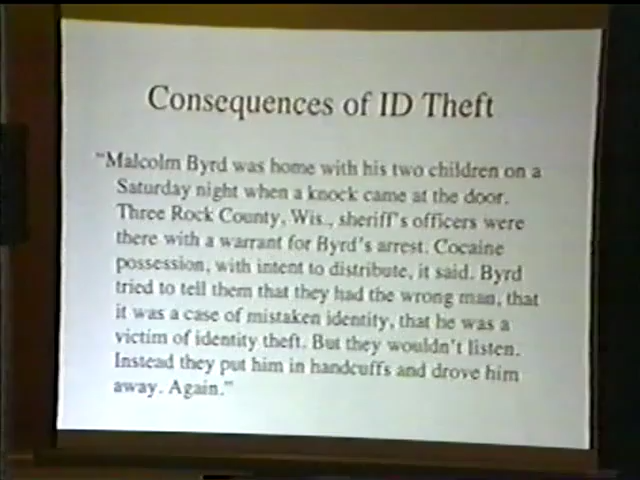 Consequences of ID Theft
"Malcolm Byrd was home with his two children on a
Saturday night when a knock came at the door.
Three Rock County, Wis., sheriff's officers were
there with a warrant for Byrd's arrest. Cocaine
possession, with intent to distribute, it said. Byrd
tried to tell them that they had the wrong man, that
it was a case of mistaken identity, that he was a
victim of identity theft. But they wouldn't listen.
Instead they put him in handcuffs and drove him
away. Again."